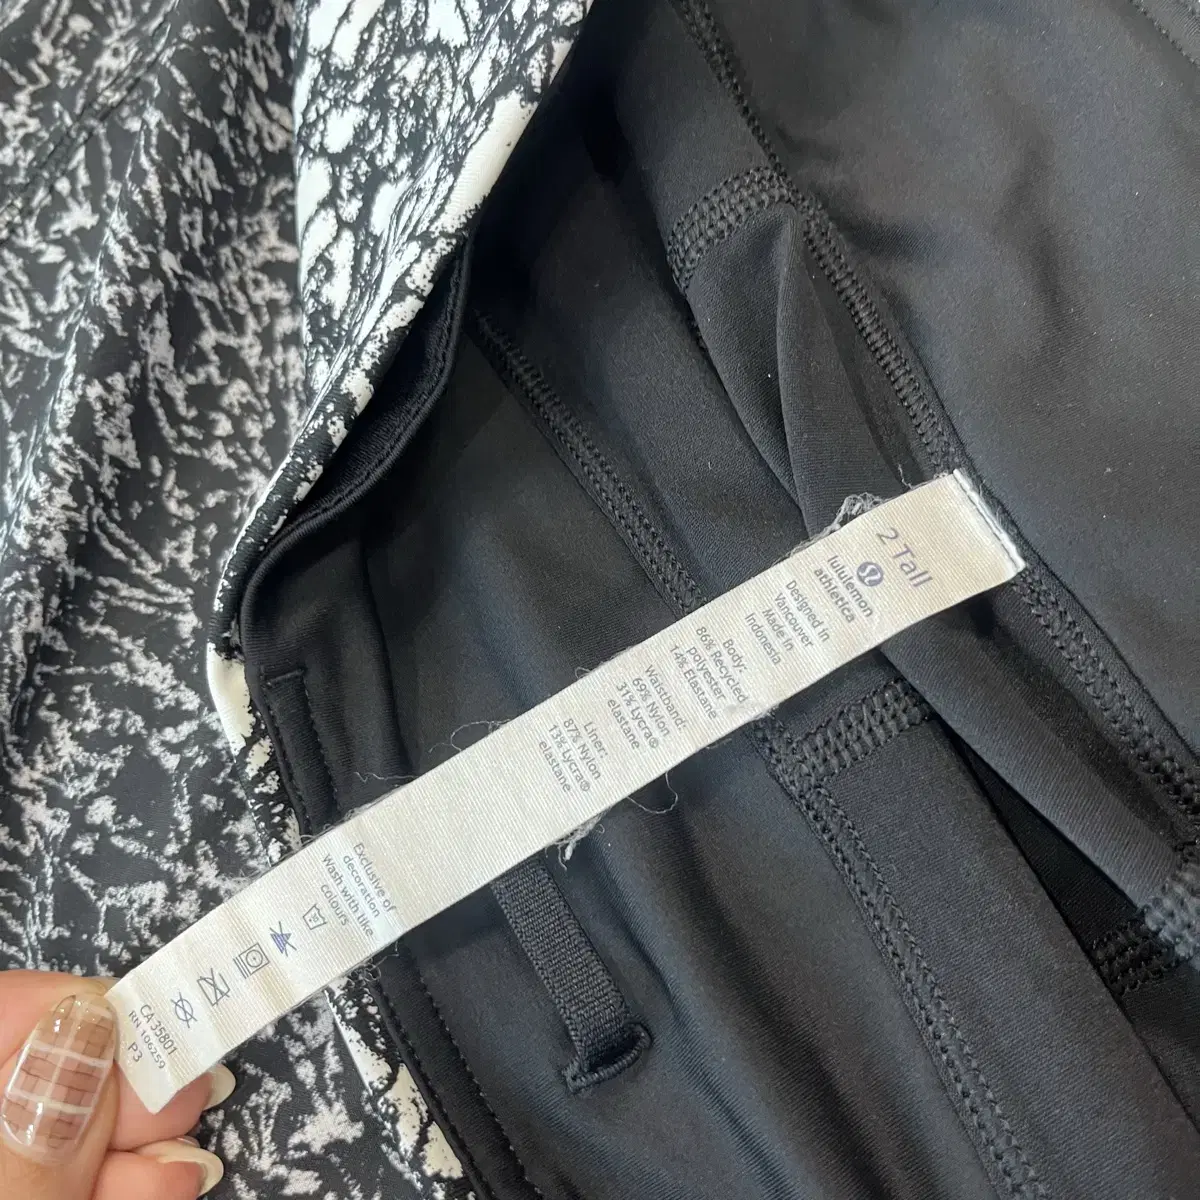 2 Tall
lululemon
athletica
Designed in
Vancouver
Made in
Indonesia
Body:
86% Recycled
polyester
14% Elastane
Waistband:
69% Nylon
31% Lycra®
elastane
Liner:
87% Nylon
13% Lycra®
elastane
Exclusive of
decoration
Wash with like
colours
CA 35801
RN 106259
P3